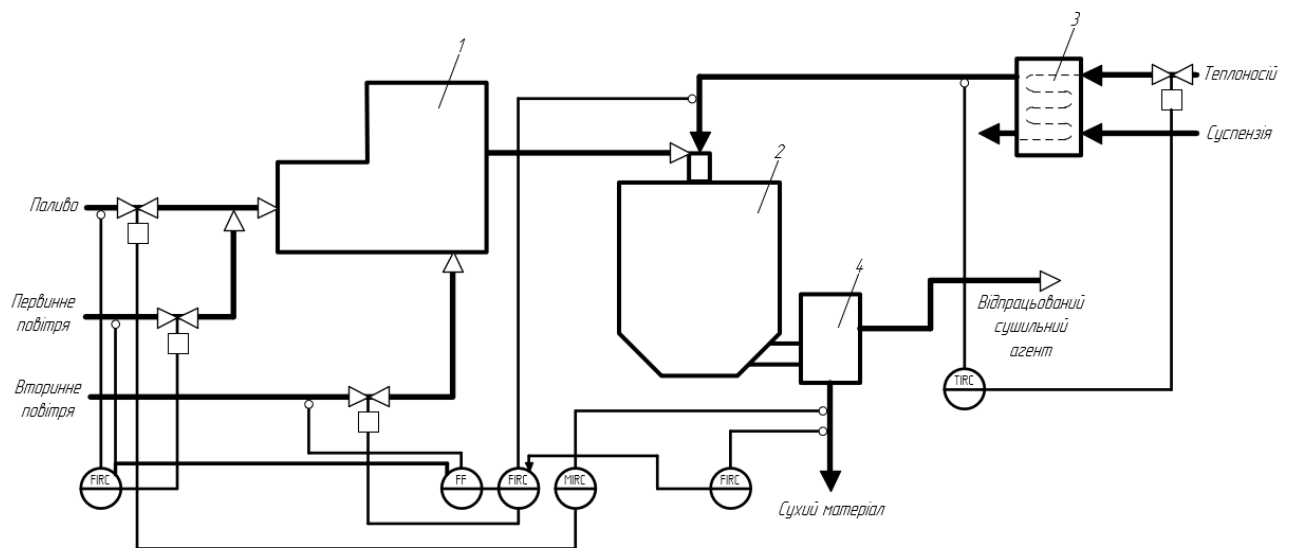 1
3
Теплоносій
Суспензія
2
Паливо
4
Первинне
повітря
Відпрацьований
сушильний
агент
Вторинне
повітря
TIRC
FIRC
FF
FIRC
MIRC
FIRC
Сухий матеріал